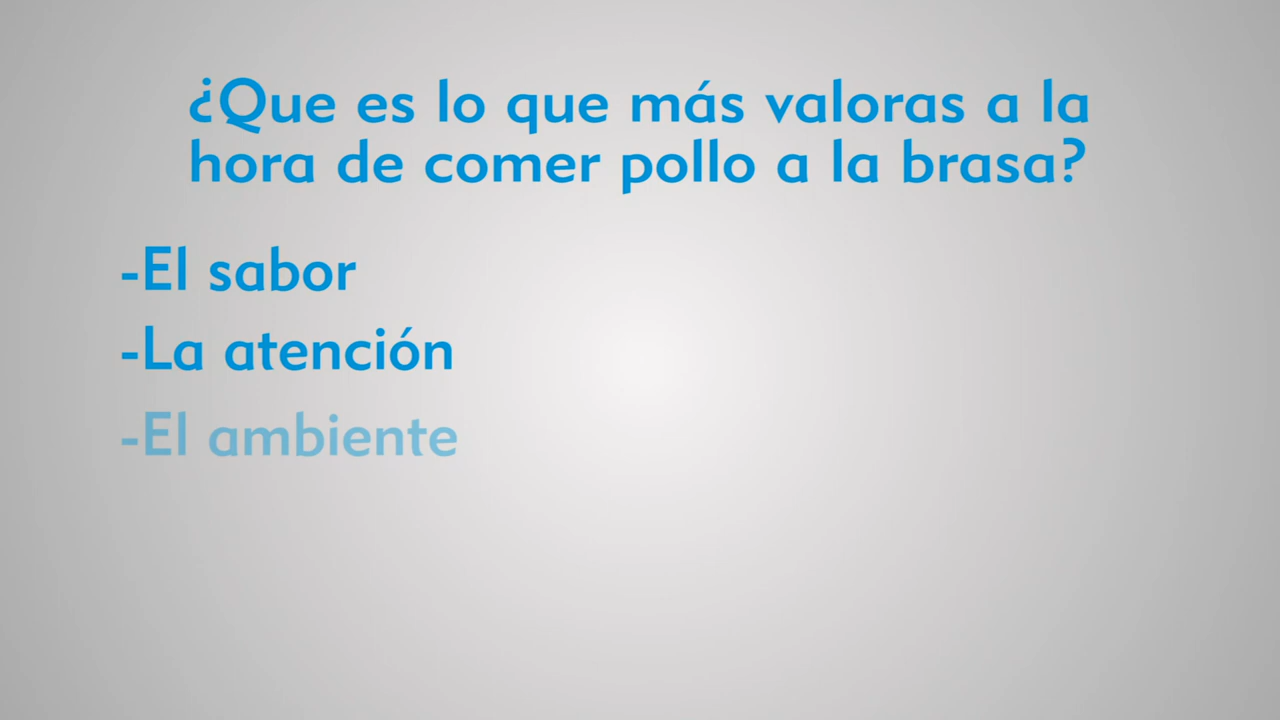 ¿Que es lo que más valoras a la
hora de comer pollo a la brasa?
-El sabor
-La atención
-El ambiente